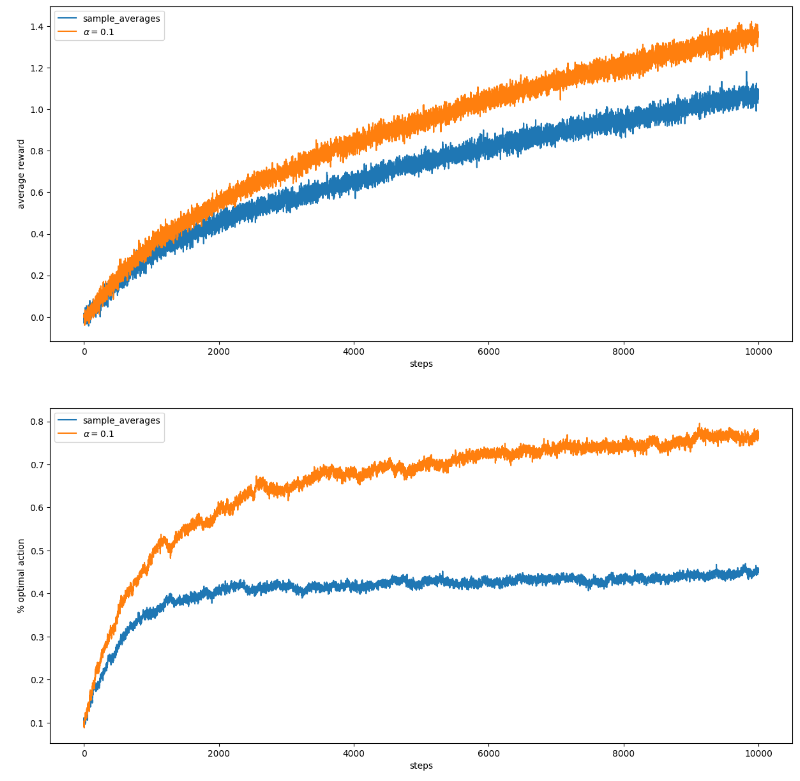 sample_averages
α = 0.1
1.4
1.2
1.0
0.8
0.6
0.4
0.2
0.0
average reward
0 2000 4000 6000 8000 10000
steps
sample_averages
α = 0.1
0.8
0.7
0.6
0.5
0.4
0.3
0.2
0.1
% optimal action
0 2000 4000 6000 8000 10000
steps